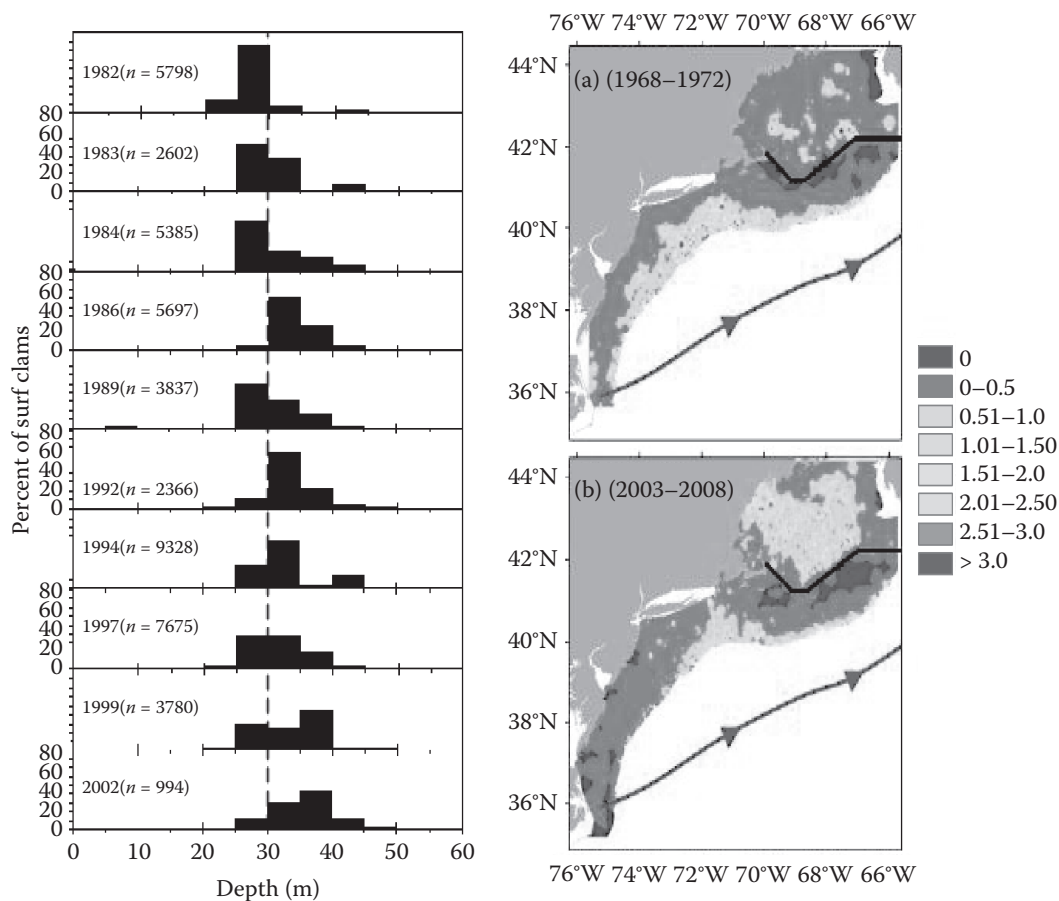 Percent of surf clams
1982(n = 5798)
80
60
40
20
0
1983(n = 2602)
1984(n = 5385)
80
60
40
20
0
1986(n = 5697)
1989(n = 3837)
80
60
40
20
0
1992(n = 2366)
1994(n = 9328)
80
60
40
20
0
1997(n = 7675)
1999(n = 3780)
80
60
40
20
0
2002(n = 994)
0 10 20 30 40 50 60
Depth (m)
76°W 74°W 72°W 70°W 68°W 66°W
44°N
42°N
40°N
38°N
36°N
(a) (1968–1972)
44°N
42°N
40°N
38°N
36°N
(b) (2003–2008)
76°W 74°W 72°W 70°W 68°W 66°W
0
0–0.5
0.51–1.0
1.01–1.50
1.51–2.0
2.01–2.50
2.51–3.0
> 3.0